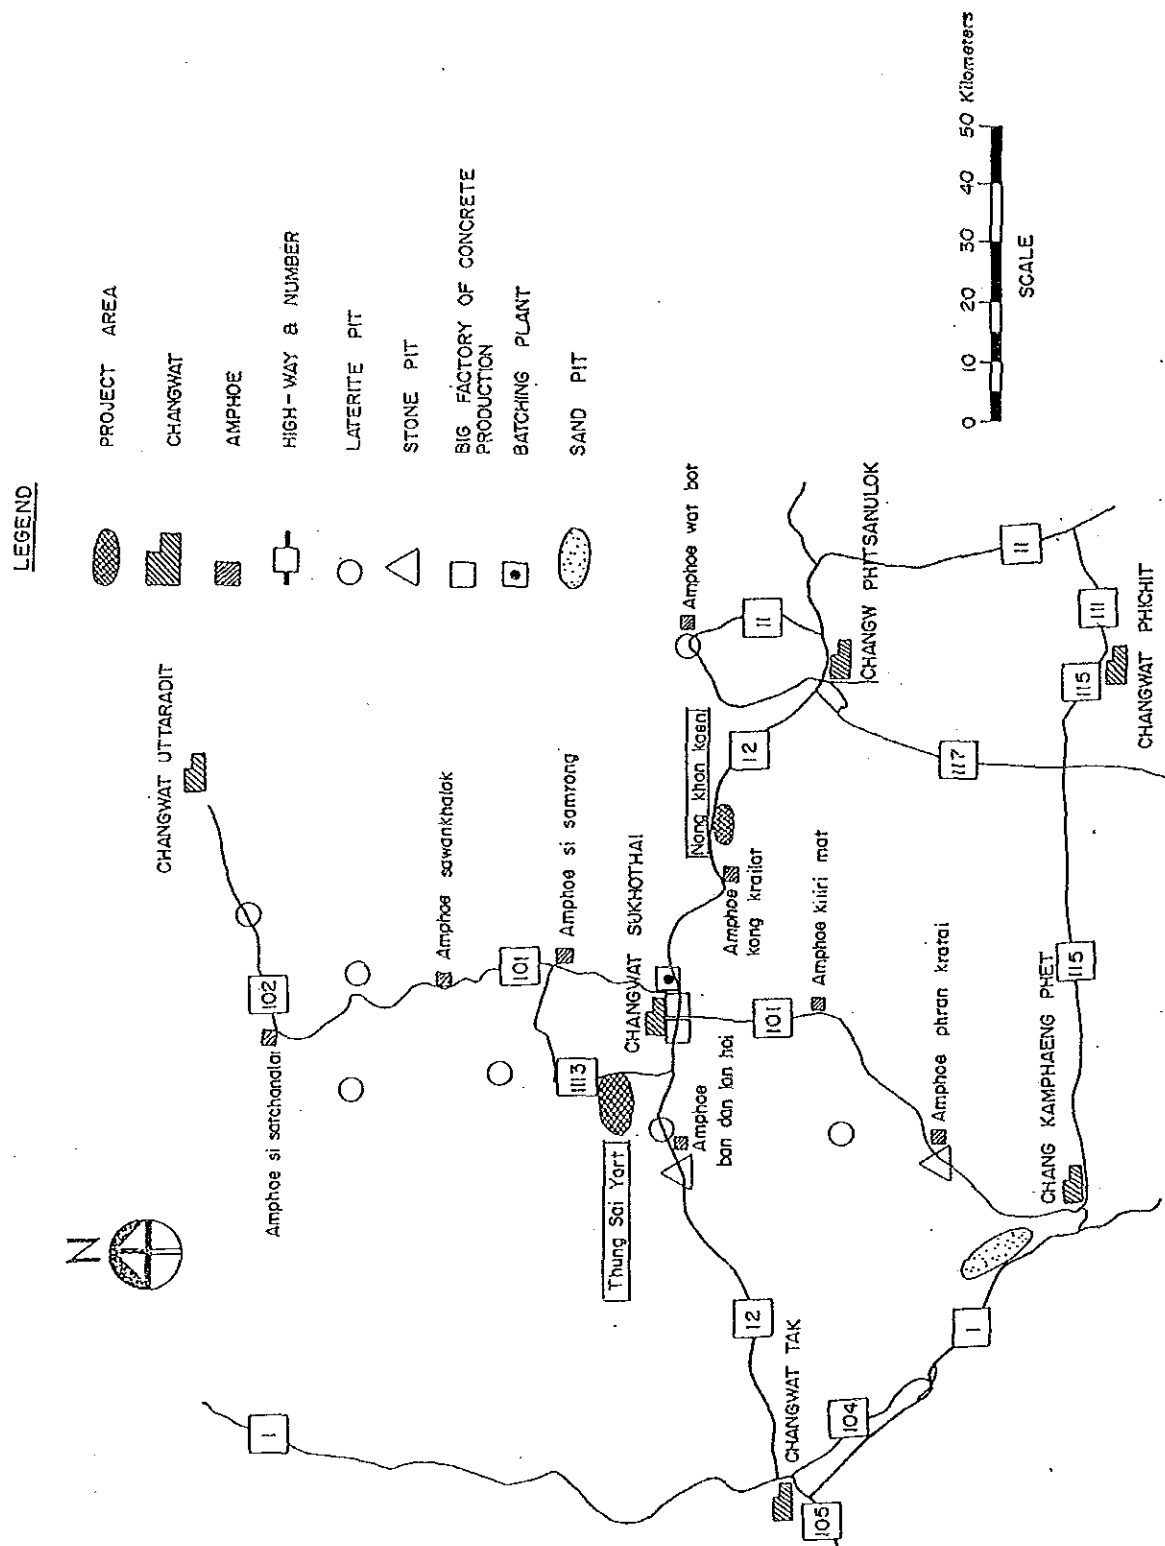 LEGEND
PROJECT AREA
CHANGWAT
AMPHOE
HIGH-WAY & NUMBER
LATERITE PIT
STONE PIT
BIG FACTORY OF CONCRETE
PRODUCTION
BATCHING PLANT
SAND PIT
N
CHANGWAT UTTARADIT
1
102
Amphoe si satchanalai
Amphoe sawankhalok
101
Amphoe si samrong
1113
Thung Sai Yart
CHANGWAT SUKHOTHAI
Amphoe
ban dan lan hoi
Nong khan kaen
Amphoe wat bot
11
12
Amphoe
kong krailat
101
Amphoe kiliri mat
12
CHANGWAT TAK
104
105
CHANGW PHITSANULOK
117
11
Amphoe phran kratai
1
CHANG KAMPHAENG PHET
115
115
111
CHANGWAT PHICHIT
0 10 20 30 40 50 Kilometers
SCALE